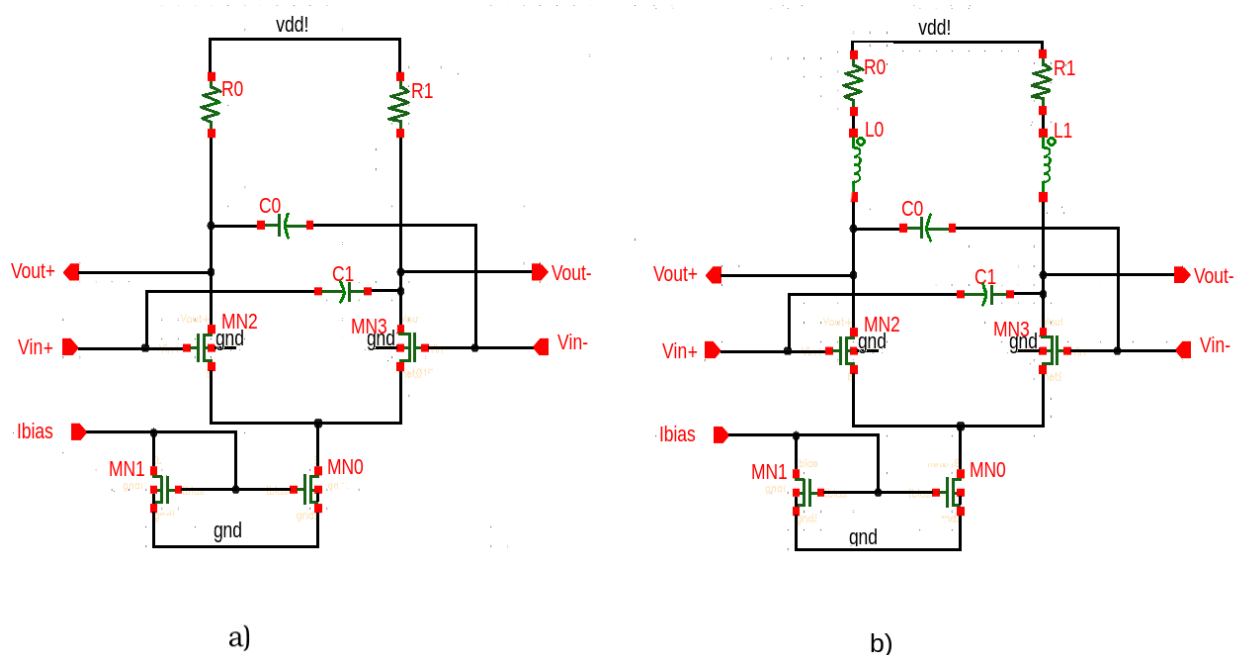 vdd!
R0
R1
C0
Vout+
C1
Vout-
MN2
MN3
gnd
gnd
Vin+
Vin-
Ibias
MN1
MN0
gnd
a)
vdd!
R0
R1
L0
L1
C0
Vout+
C1
Vout-
MN2
MN3
gnd
gnd
Vin+
Vin-
Ibias
MN1
MN0
gnd
b)